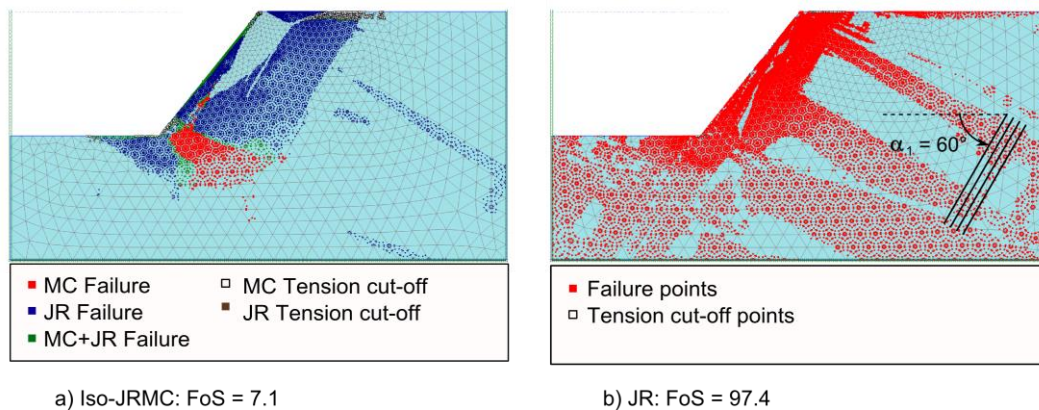 α₁ = 60°
MC Failure
MC Tension cut-off
JR Failure
JR Tension cut-off
MC+JR Failure
Failure points
Tension cut-off points
a) Iso-JRMC: FoS = 7.1
b) JR: FoS = 97.4